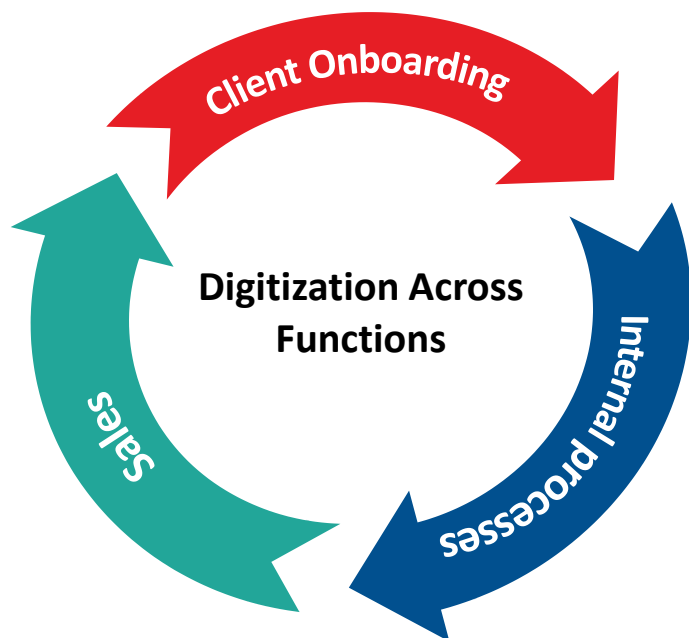 Client Onboarding
Digitization Across
Functions
Internal processes
Sales